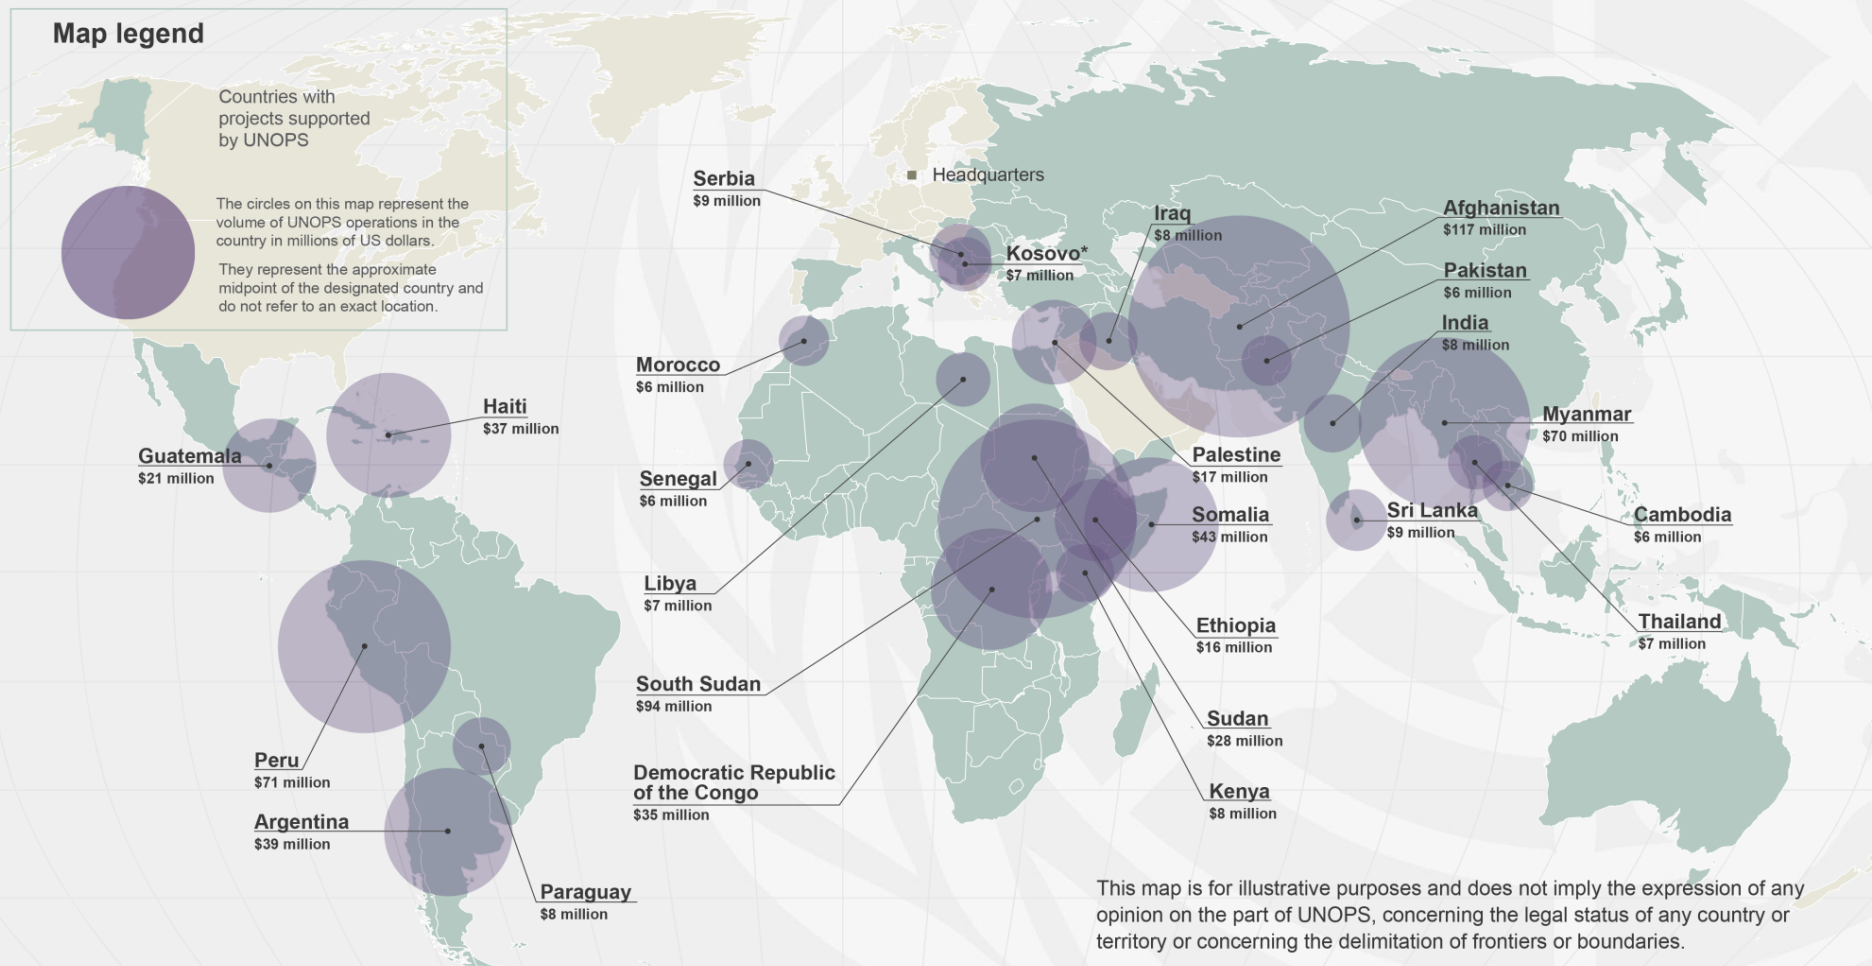 Map legend
Countries with
projects supported
by UNOPS
The circles on this map represent the
volume of UNOPS operations in the
country in millions of US dollars.
They represent the approximate
midpoint of the designated country and
do not refer to an exact location.
Headquarters
Serbia
$9 million
Kosovo*
$7 million
Iraq
$8 million
Afghanistan
$117 million
Pakistan
$6 million
India
$8 million
Morocco
$6 million
Haiti
$37 million
Guatemala
$21 million
Senegal
$6 million
Palestine
$17 million
Myanmar
$70 million
Somalia
$43 million
Sri Lanka
$9 million
Cambodia
$6 million
Libya
$7 million
Ethiopia
$16 million
Thailand
$7 million
South Sudan
$94 million
Sudan
$28 million
Peru
$71 million
Democratic Republic
of the Congo
$35 million
Kenya
$8 million
Argentina
$39 million
Paraguay
$8 million
This map is for illustrative purposes and does not imply the expression of any
opinion on the part of UNOPS, concerning the legal status of any country or
territory or concerning the delimitation of frontiers or boundaries.